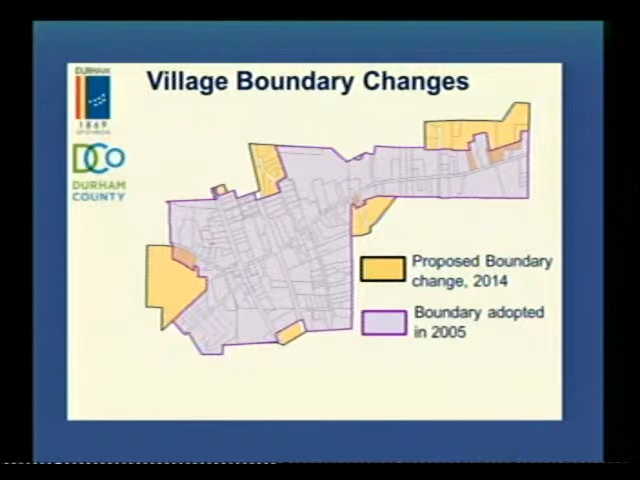 DURHAM
1869
DCo
DURHAM
COUNTY
Village Boundary Changes
Proposed Boundary
change, 2014
Boundary adopted
in 2005